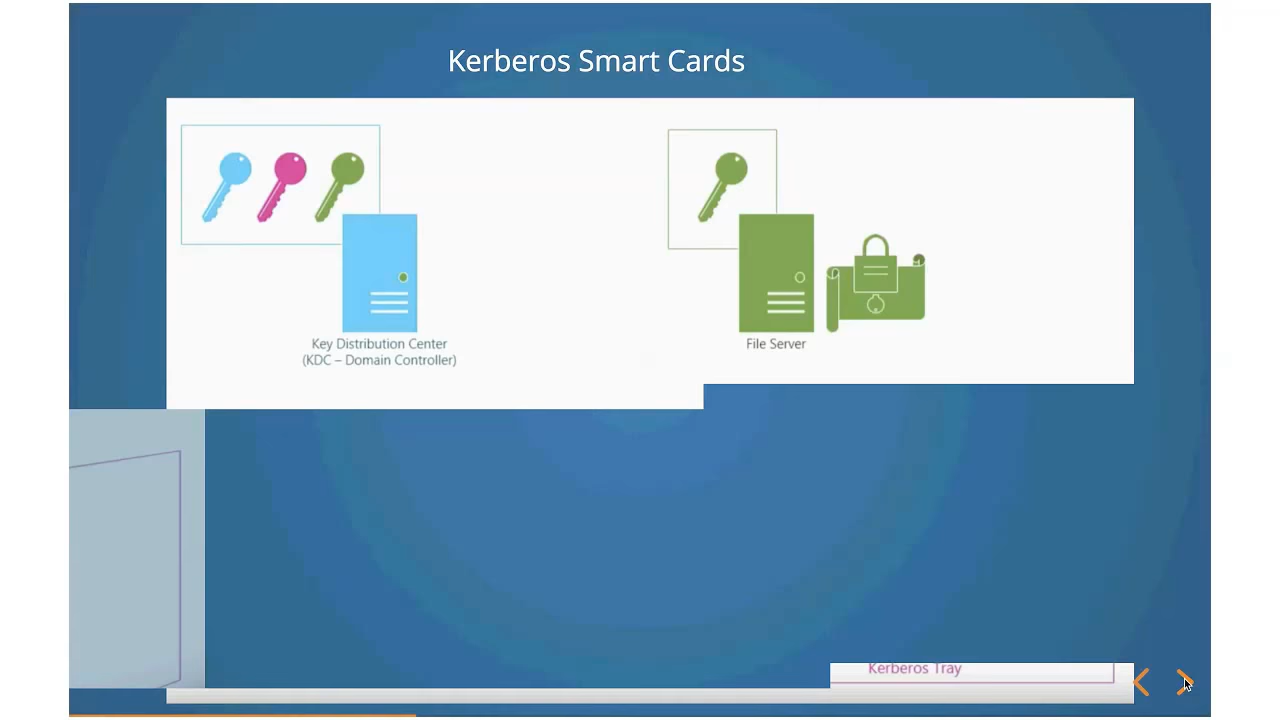 Kerberos Smart Cards
Key Distribution Center
(KDC – Domain Controller)
File Server
Kerberos Tray